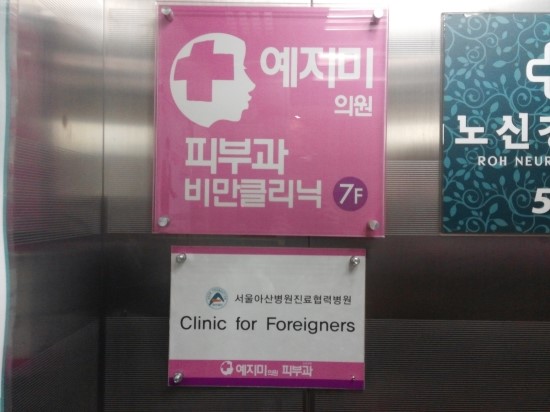 예지미
의원
피부과
비만클리닉 7F
서울아산병원진료협력병원
Clinic for Foreigners
예지미의원 피부과
노신경
ROH NEUR
5